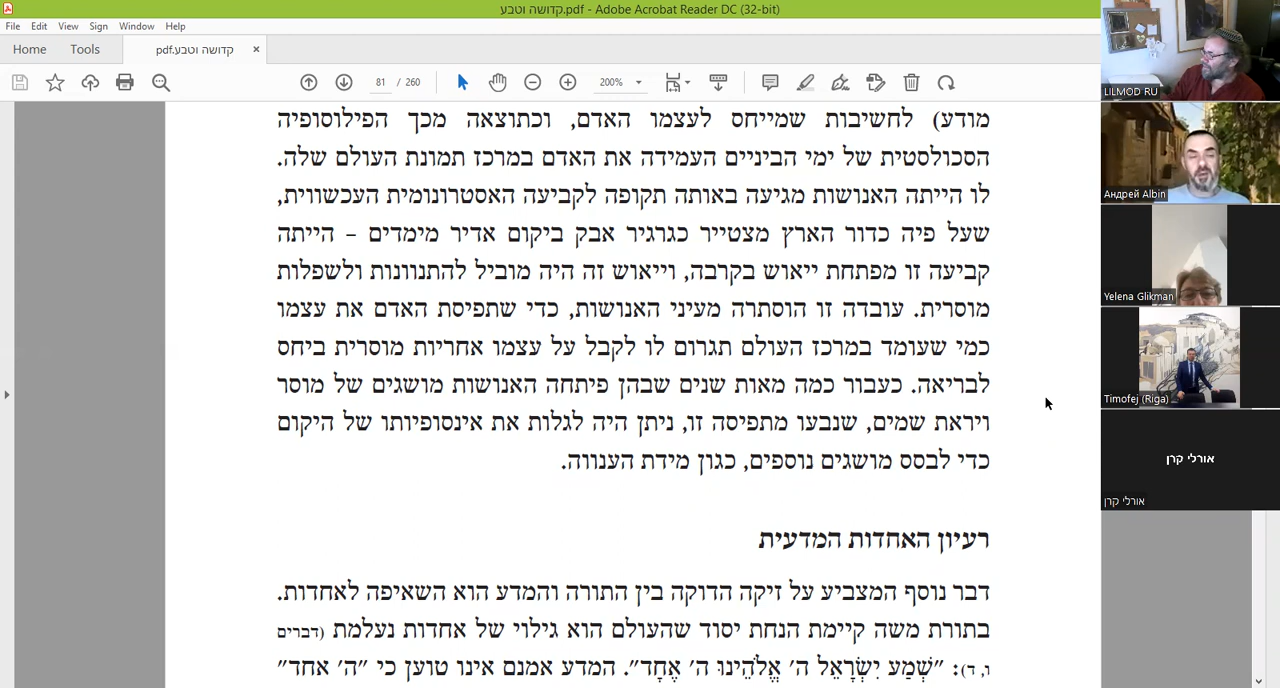 קדושה וטבע.pdf - Adobe Acrobat Reader DC (32-bit)
File Edit View Sign Window Help
Home Tools קדושה וטבע.pdf ×
81 / 260 200%
מודע) לחשיבות שמייחס לעצמו האדם, וכתוצאה מכך הפילוסופיה
הסכולסטית של ימי הביניים העמידה את האדם במרכז תמונת העולם שלה.
לו הייתה האנושות מגיעה באותה תקופה לקביעה האסטרונומית העכשווית,
שעל פיה כדור הארץ מצטייר כגרגיר אבק ביקום אדיר מימדים – הייתה
קביעה זו מפתחת ייאוש בקרבה, וייאוש זה היה מוביל להתנוונות ולשפלות
מוסרית. עובדה זו הוסתרה מעיני האנושות, כדי שתפיסת האדם את עצמו
כמי שעומד במרכז העולם תגרום לו לקבל על עצמו אחריות מוסרית ביחס
לבריאה. כעבור כמה מאות שנים שבהן פיתחה האנושות מושגים של מוסר
ויראת שמים, שנבעו מתפיסה זו, ניתן היה לגלות את אינסופיותו של היקום
כדי לבסס מושגים נוספים, כגון מידת הענווה.
רעיון האחדות המדעית
דבר נוסף המצביע על זיקה הדוקה בין התורה והמדע הוא השאיפה לאחדות.
בתורת משה קיימת הנחת יסוד שהעולם הוא גילוי של אחדות נעלמת (דברים
ו, ד): "שְׁמַע יִשְׂרָאֵל ה' אֱלֹהֵינוּ ה' אֶחָד". המדע אמנם אינו טוען כי "ה' אחד"
LILMOD RU
Андрей Albin
Yelena Glikman
Timofej (Riga)
אורלי קרן
אורלי קרן